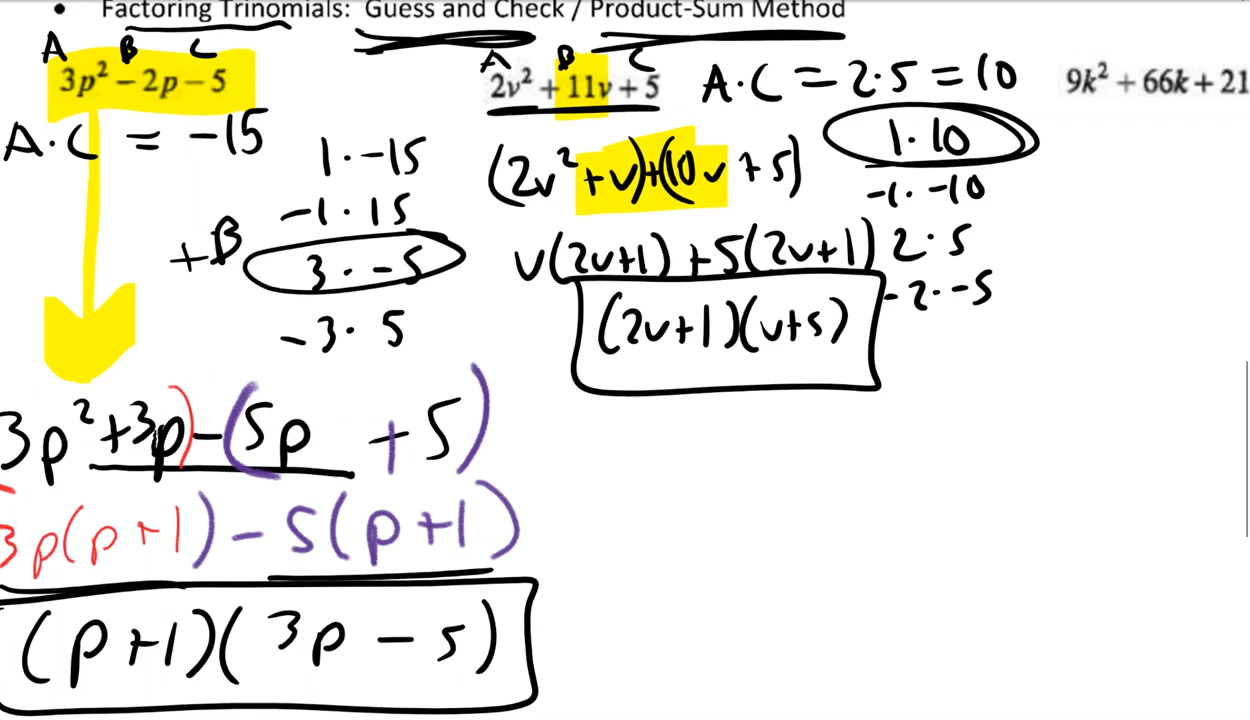 • Factoring Trinomials: Guess and Check / Product-Sum Method
A B C
3p² − 2p − 5
A·C = -15
1·-15
-1·15
+B
3·-5
-3·5
3p²+3p)-(5p +5)
3p(p+1)-5(p+1)
(p+1)(3p-5)
A B C
2v² + 11v + 5
A·C = 2·5 = 10
1·10
(2v²+v)+(10v+5)
-1·-10
v(2v+1)+5(2v+1)
2·5
-2·-5
(2v+1)(v+5)
9k² + 66k + 21